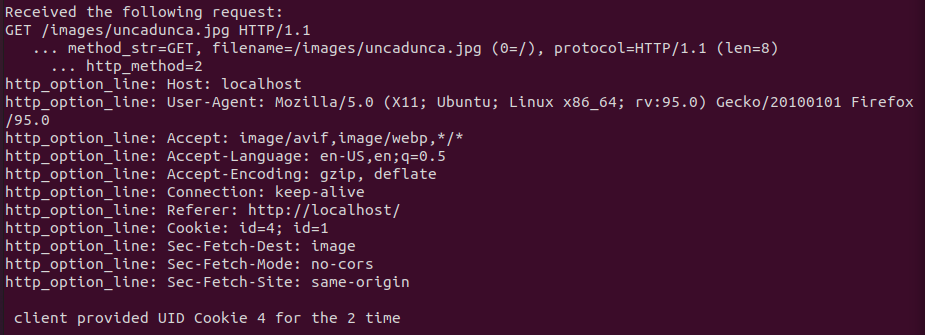 Received the following request:
GET /images/uncadunca.jpg HTTP/1.1
   ... method_str=GET, filename=/images/uncadunca.jpg (0=/), protocol=HTTP/1.1 (len=8)
     ... http_method=2
http_option_line: Host: localhost
http_option_line: User-Agent: Mozilla/5.0 (X11; Ubuntu; Linux x86_64; rv:95.0) Gecko/20100101 Firefox
/95.0
http_option_line: Accept: image/avif,image/webp,*/*
http_option_line: Accept-Language: en-US,en;q=0.5
http_option_line: Accept-Encoding: gzip, deflate
http_option_line: Connection: keep-alive
http_option_line: Referer: http://localhost/
http_option_line: Cookie: id=4; id=1
http_option_line: Sec-Fetch-Dest: image
http_option_line: Sec-Fetch-Mode: no-cors
http_option_line: Sec-Fetch-Site: same-origin

 client provided UID Cookie 4 for the 2 time